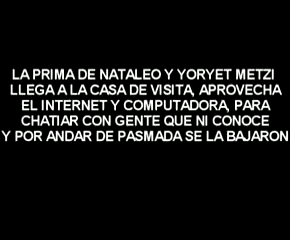 LA PRIMA DE NATALEO Y YORYET METZI
LLEGA A LA CASA DE VISITA, APROVECHA
EL INTERNET Y COMPUTADORA, PARA
CHATIAR CON GENTE QUE NI CONOCE
Y POR ANDAR DE PASMADA SE LA BAJARON